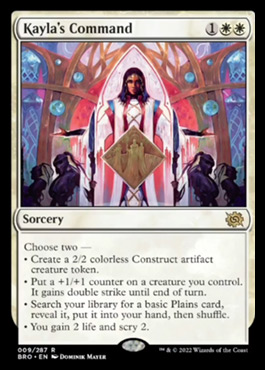 Kayla's Command 1
Sorcery
Choose two —
• Create a 2/2 colorless Construct artifact
creature token.
• Put a +1/+1 counter on a creature you control.
It gains double strike until end of turn.
• Search your library for a basic Plains card,
reveal it, put it into your hand, then shuffle.
• You gain 2 life and scry 2.
009/287 R
BRO • EN DOMINIK MAYER
™ & © 2022 Wizards of the Coast